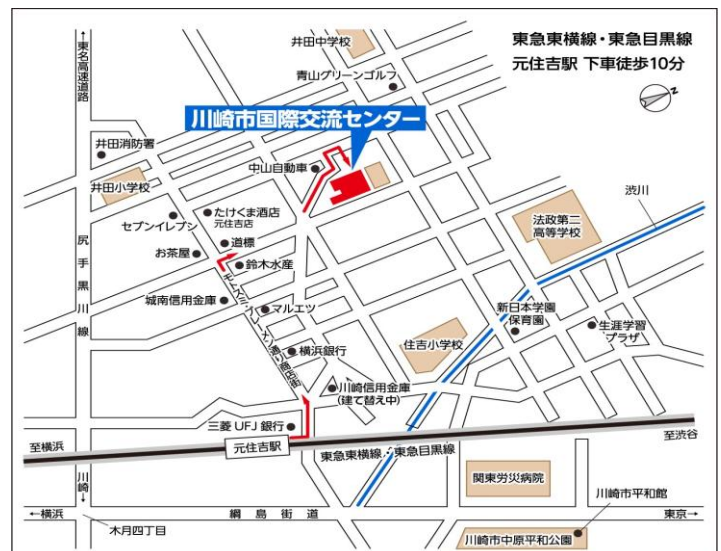 井田中学校
東急東横線・東急目黒線
元住吉駅 下車徒歩10分
青山グリーンゴルフ
Z
↑東名高速道路
川崎市国際交流センター
井田消防署
中山自動車
井田小学校
渋川
たけくま酒店
元住吉店
セブンイレブン
法政第二
高等学校
道標
お茶屋
鈴木水産
尻手黒川線
城南信用金庫
マルエツ
モトスミ・ブレーメン通り商店街
新日本学園
保育園
生涯学習
プラザ
住吉小学校
横浜銀行
川崎信用金庫
(建て替え中)
三菱UFJ銀行
至横浜
元住吉駅
東急東横線・東急目黒線
至渋谷
川崎↓
関東労災病院
川崎市平和館
←横浜
綱島街道
東京→
木月四丁目
川崎市中原平和公園